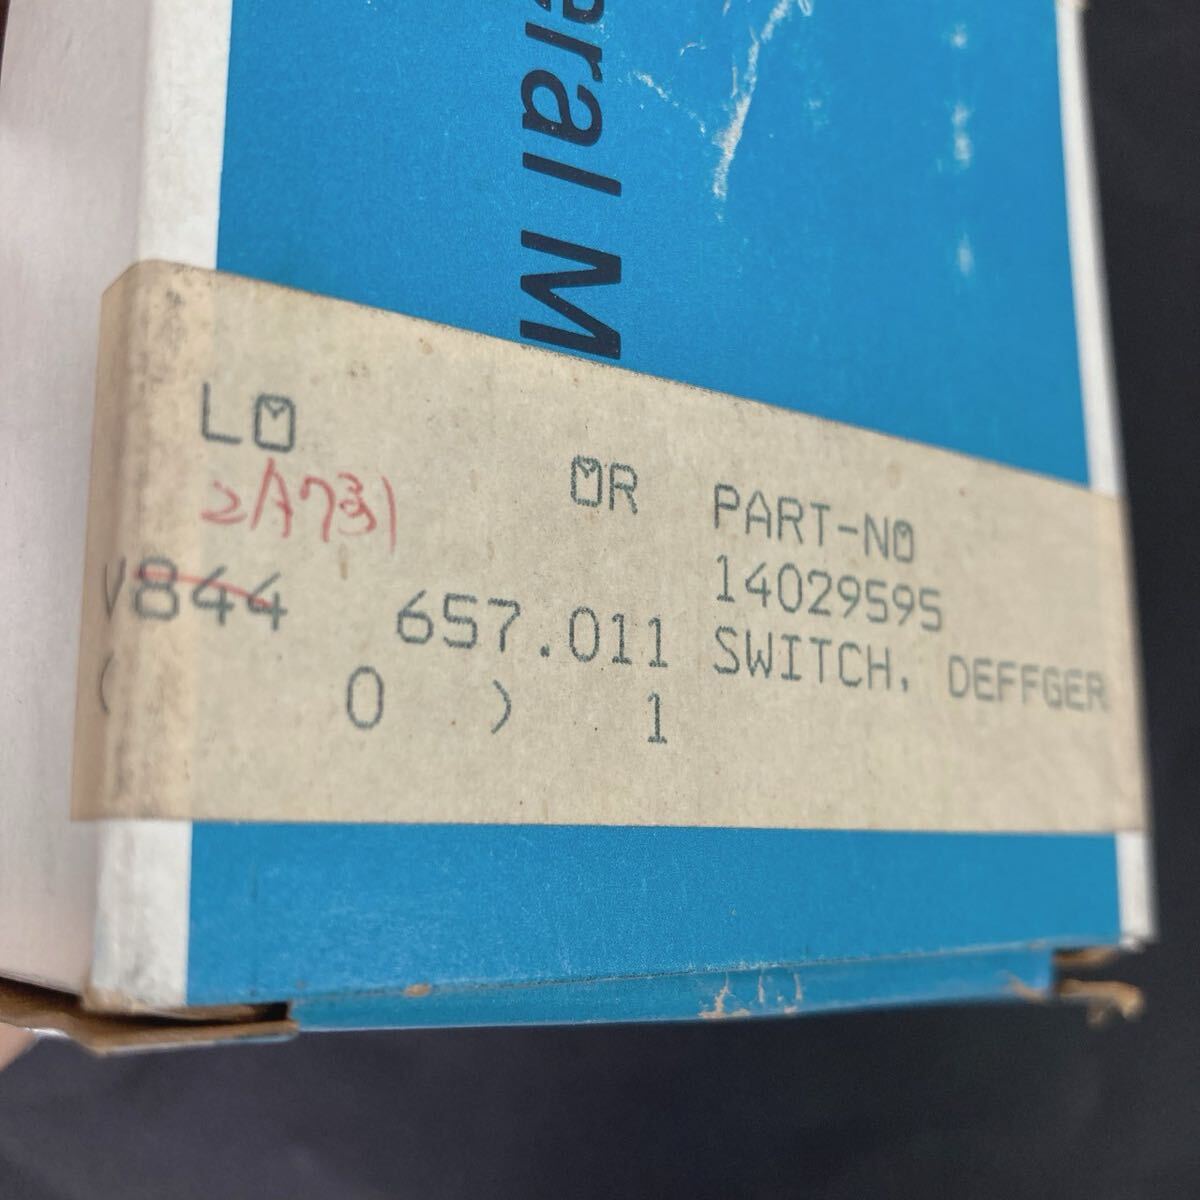 eral M
LO
2A731
OR
PART-NO
V844
657.011
14029595
SWITCH, DEFFGER
( 0 ) 1